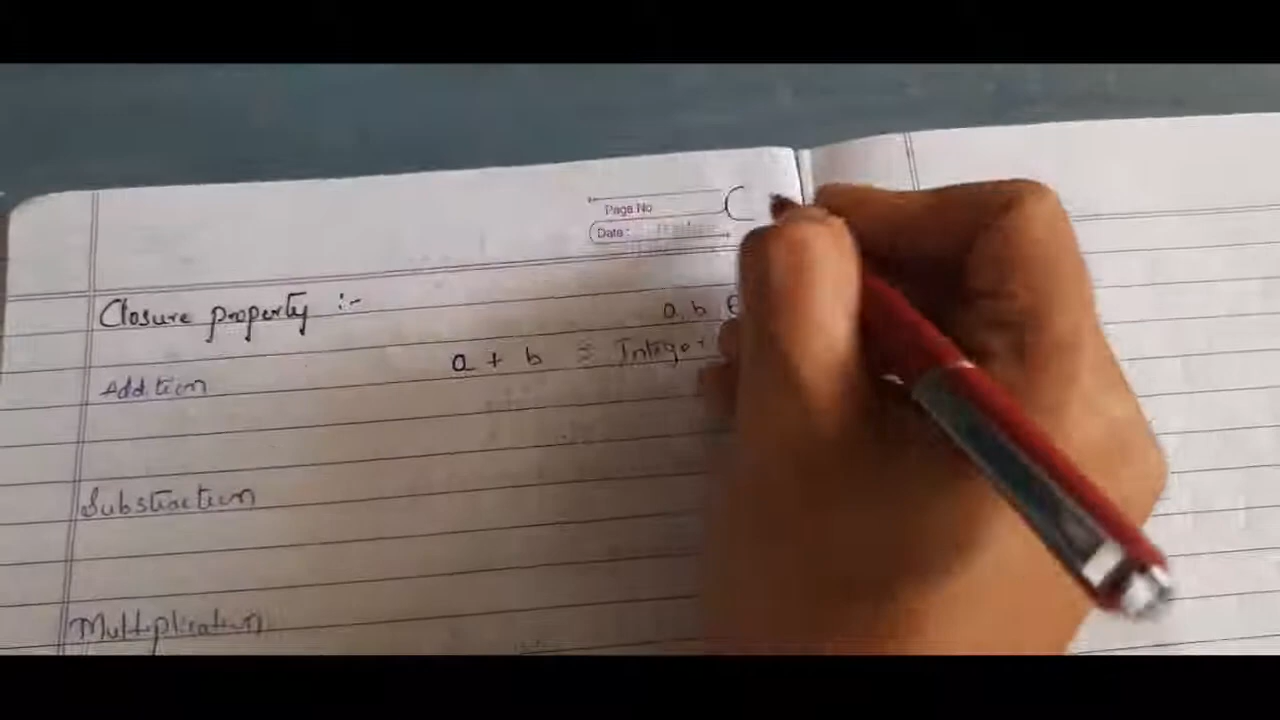 Page No
Date :
Closure property :-
a, b ∈
a + b = Integer
Addition
Substraction
Multiplication